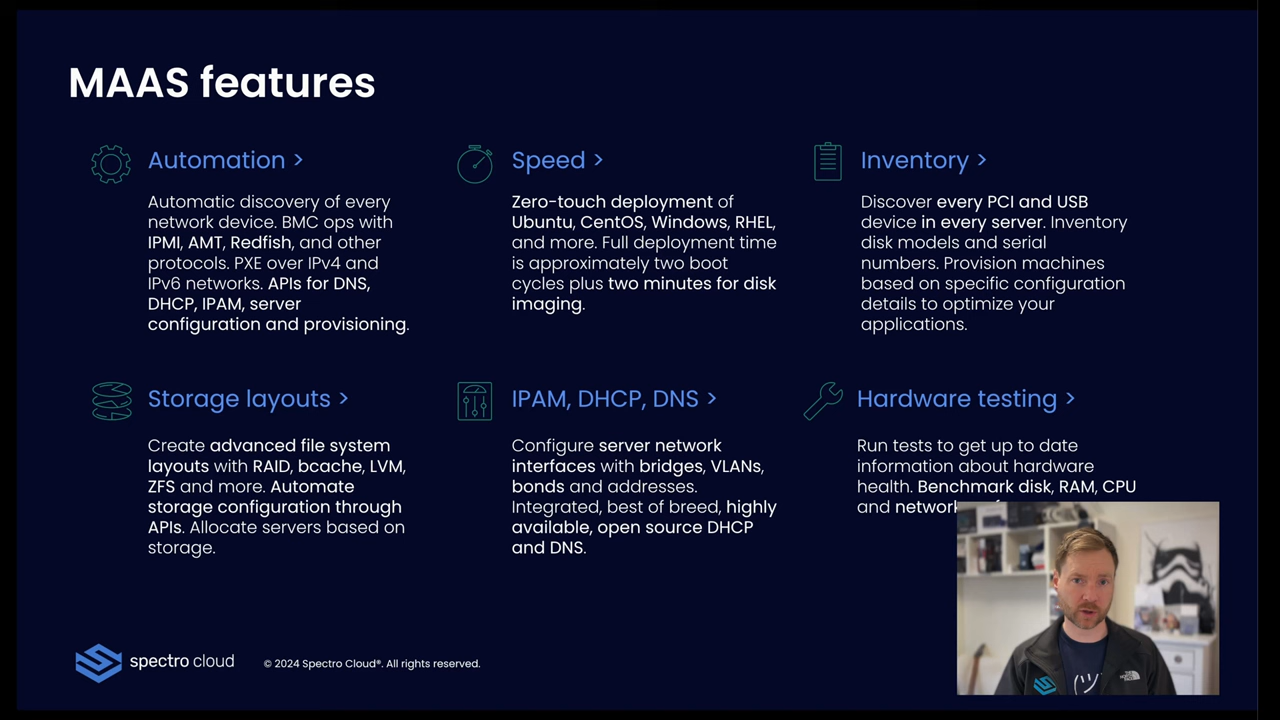 MAAS features
Automation >
Automatic discovery of every
network device. BMC ops with
IPMI, AMT, Redfish, and other
protocols. PXE over IPv4 and
IPv6 networks. APIs for DNS,
DHCP, IPAM, server
configuration and provisioning.
Speed >
Zero-touch deployment of
Ubuntu, CentOS, Windows, RHEL,
and more. Full deployment time
is approximately two boot
cycles plus two minutes for disk
imaging.
Inventory >
Discover every PCI and USB
device in every server. Inventory
disk models and serial
numbers. Provision machines
based on specific configuration
details to optimize your
applications.
Storage layouts >
Create advanced file system
layouts with RAID, bcache, LVM,
ZFS and more. Automate
storage configuration through
APIs. Allocate servers based on
storage.
IPAM, DHCP, DNS >
Configure server network
interfaces with bridges, VLANs,
bonds and addresses.
Integrated, best of breed, highly
available, open source DHCP
and DNS.
Hardware testing >
Run tests to get up to date
information about hardware
health. Benchmark disk, RAM, CPU
and network
spectro cloud
© 2024 Spectro Cloud®. All rights reserved.
THE NORTH FACE